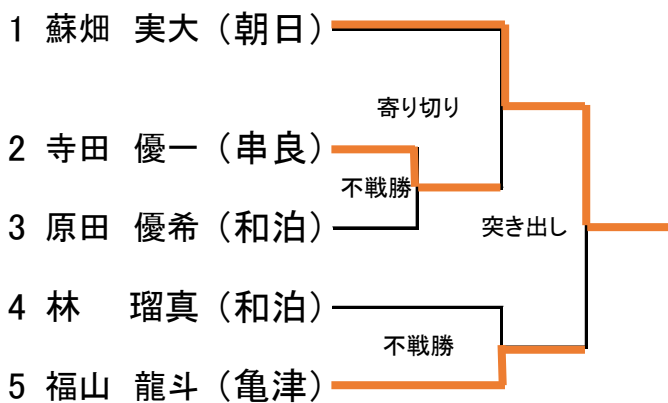 1 蘇畑 実大（朝日）
寄り切り
2 寺田 優一（串良）
不戦勝
3 原田 優希（和泊）
突き出し
4 林 瑠真（和泊）
不戦勝
5 福山 龍斗（亀津）